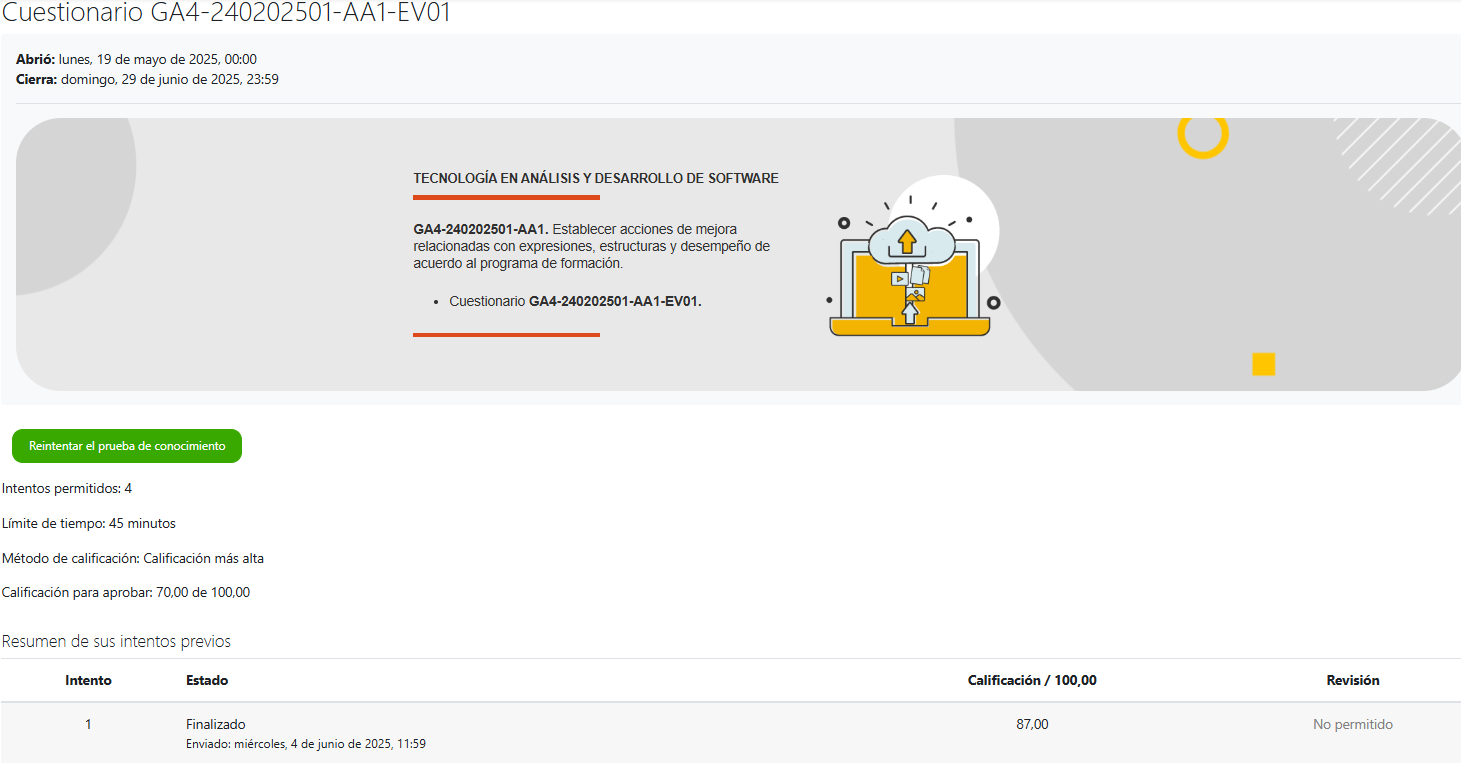 Cuestionario GA4-240202501-AA1-EV01
Abrió: lunes, 19 de mayo de 2025, 00:00
Cierra: domingo, 29 de junio de 2025, 23:59
TECNOLOGÍA EN ANÁLISIS Y DESARROLLO DE SOFTWARE
GA4-240202501-AA1. Establecer acciones de mejora
relacionadas con expresiones, estructuras y desempeño de
acuerdo al programa de formación.
• Cuestionario GA4-240202501-AA1-EV01.
Reintentar el prueba de conocimiento
Intentos permitidos: 4
Límite de tiempo: 45 minutos
Método de calificación: Calificación más alta
Calificación para aprobar: 70,00 de 100,00
Resumen de sus intentos previos
Intento Estado Calificación / 100,00 Revisión
1 Finalizado 87,00 No permitido
Enviado: miércoles, 4 de junio de 2025, 11:59